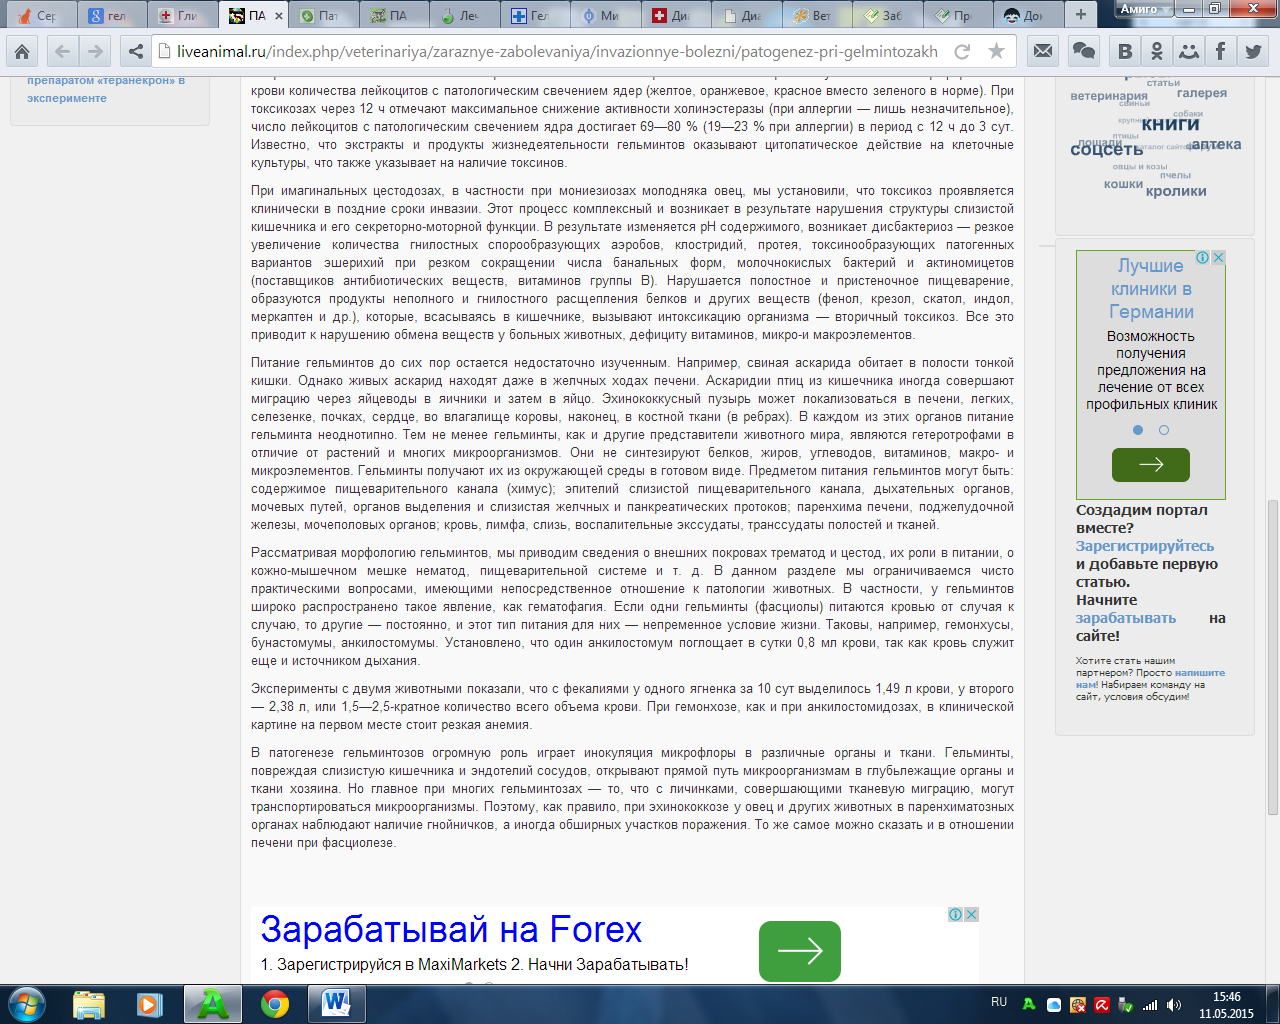 Сер
гел
Гли
ПА
Пат
ПА
Леч
Гел
Ми
Диа
Диа
Вет
Заб
Про
Док
Амиго
liveanimal.ru/index.php/veterinariya/zaraznye-zabolevaniya/invazionnye-bolezni/patogenez-pri-gelmintozakh
препаратом «теранекрон» в
эксперименте
крови количества лейкоцитов с патологическим свечением ядер (желтое, оранжевое, красное вместо зеленого в норме). При
токсикозах через 12 ч отмечают максимальное снижение активности холинэстеразы (при аллергии — лишь незначительное),
число лейкоцитов с патологическим свечением ядра достигает 69—80 % (19—23 % при аллергии) в период с 12 ч до 3 сут.
Известно, что экстракты и продукты жизнедеятельности гельминтов оказывают цитопатическое действие на клеточные
культуры, что также указывает на наличие токсинов.
При имагинальных цестодозах, в частности при мониезиозах молодняка овец, мы установили, что токсикоз проявляется
клинически в поздние сроки инвазии. Этот процесс комплексный и возникает в результате нарушения структуры слизистой
кишечника и его секреторно-моторной функции. В результате изменяется pH содержимого, возникает дисбактериоз — резкое
увеличение количества гнилостных спорообразующих аэробов, клостридий, протея, токсинообразующих патогенных
вариантов эшерихий при резком сокращении числа банальных форм, молочнокислых бактерий и актиномицетов
(поставщиков антибиотических веществ, витаминов группы В). Нарушается полостное и пристеночное пищеварение,
образуются продукты неполного и гнилостного расщепления белков и других веществ (фенол, крезол, скатол, индол,
меркаптен и др.), которые, всасываясь в кишечнике, вызывают интоксикацию организма — вторичный токсикоз. Все это
приводит к нарушению обмена веществ у больных животных, дефициту витаминов, микро-и макроэлементов.
Питание гельминтов до сих пор остается недостаточно изученным. Например, свиная аскарида обитает в полости тонкой
кишки. Однако живых аскарид находят даже в желчных ходах печени. Аскаридии птиц из кишечника иногда совершают
миграцию через яйцеводы в яичники и затем в яйцо. Эхинококкусный пузырь может локализоваться в печени, легких,
селезенке, почках, сердце, во влагалище коровы, наконец, в костной ткани (в ребрах). В каждом из этих органов питание
гельминта неоднотипно. Тем не менее гельминты, как и другие представители животного мира, являются гетеротрофами в
отличие от растений и многих микроорганизмов. Они не синтезируют белков, жиров, углеводов, витаминов, макро- и
микроэлементов. Гельминты получают их из окружающей среды в готовом виде. Предметом питания гельминтов могут быть:
содержимое пищеварительного канала (химус); эпителий слизистой пищеварительного канала, дыхательных органов,
мочевых путей, органов выделения и слизистая желчных и панкреатических протоков; паренхима печени, поджелудочной
железы, мочеполовых органов; кровь, лимфа, слизь, воспалительные экссудаты, транссудаты полостей и тканей.
Рассматривая морфологию гельминтов, мы приводим сведения о внешних покровах трематод и цестод, их роли в питании, о
кожно-мышечном мешке нематод, пищеварительной системе и т. д. В данном разделе мы ограничиваемся чисто
практическими вопросами, имеющими непосредственное отношение к патологии животных. В частности, у гельминтов
широко распространено такое явление, как гематофагия. Если одни гельминты (фасциолы) питаются кровью от случая к
случаю, то другие — постоянно, и этот тип питания для них — непременное условие жизни. Таковы, например, гемонхусы,
бунастомумы, анкилостомумы. Установлено, что один анкилостомум поглощает в сутки 0,8 мл крови, так как кровь служит
еще и источником дыхания.
Эксперименты с двумя животными показали, что с фекалиями у одного ягненка за 10 сут выделилось 1,49 л крови, у второго
— 2,38 л, или 1,5—2,5-кратное количество всего объема крови. При гемонхозе, как и при анкилостомидозах, в клинической
картине на первом месте стоит резкая анемия.
В патогенезе гельминтозов огромную роль играет инокуляция микрофлоры в различные органы и ткани. Гельминты,
повреждая слизистую кишечника и эндотелий сосудов, открывают прямой путь микроорганизмам в глубьлежащие органы и
ткани хозяина. Но главное при многих гельминтозах — то, что с личинками, совершающими тканевую миграцию, могут
транспортироваться микроорганизмы. Поэтому, как правило, при эхинококкозе у овец и других животных в паренхиматозных
органах наблюдают наличие гнойничков, а иногда обширных участков поражения. То же самое можно сказать и в отношении
печени при фасциолезе.
статьи
ветеринария
галерея
свиньи
собаки
книги
птицы
лошади
соцсеть
каталог сайтов
аптека
овцы и козы
пчелы
кошки
кролики
Лучшие
клиники в
Германии
Возможность
получения
предложения на
лечение от всех
профильных клиник
Создадим портал
вместе?
Зарегистрируйтесь
и добавьте первую
статью.
Начните
зарабатывать на
сайте!
Хотите стать нашим
партнером? Просто напишите
нам! Набираем команду на
сайт, условия обсудим!
Зарабатывай на Forex
1. Зарегистрируйся в MaxiMarkets 2. Начни Зарабатывать!
RU
15:46
11.05.2015